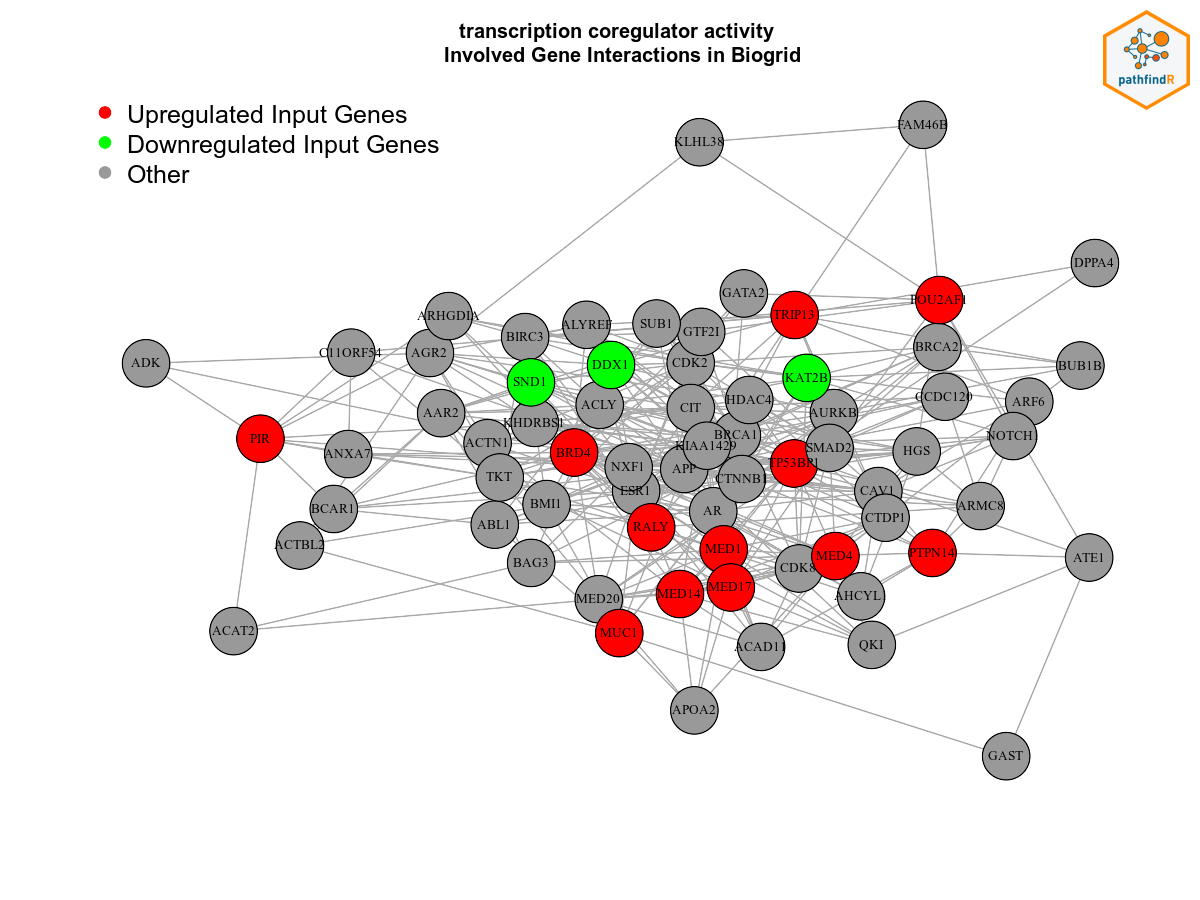 transcription coregulator activity
Involved Gene Interactions in Biogrid
pathfindR
Upregulated Input Genes
Downregulated Input Genes
Other
FAM46B
KLHL38
DPPA4
GATA2
POU2AF1
TRIP13
ARHGDIA
ALYREF
SUB1
GTF2I
BIRC3
BRCA2
C11ORF54
AGR2
ADK
CDK2
DDX1
BUB1B
KAT2B
SND1
CCDC120
HDAC4
ARF6
ACLY
CIT
AAR2
AURKB
KHDRBS1
BRCA1
NOTCH1
PIR
ACTN1
KIAA1429
SMAD2
HGS
BRD4
ANXA7
TP53BP1
NXF1
APP
TKT
CTNNB1
ESR1
CAV1
BMI1
ARMC8
BCAR1
AR
CTDP1
ABL1
RALY
ACTBL2
MED1
PTPN14
MED4
ATE1
BAG3
CDK8
MED17
MED14
AHCYL
MED20
ACAT2
MUC1
QKI
ACAD11
APOA2
GAST